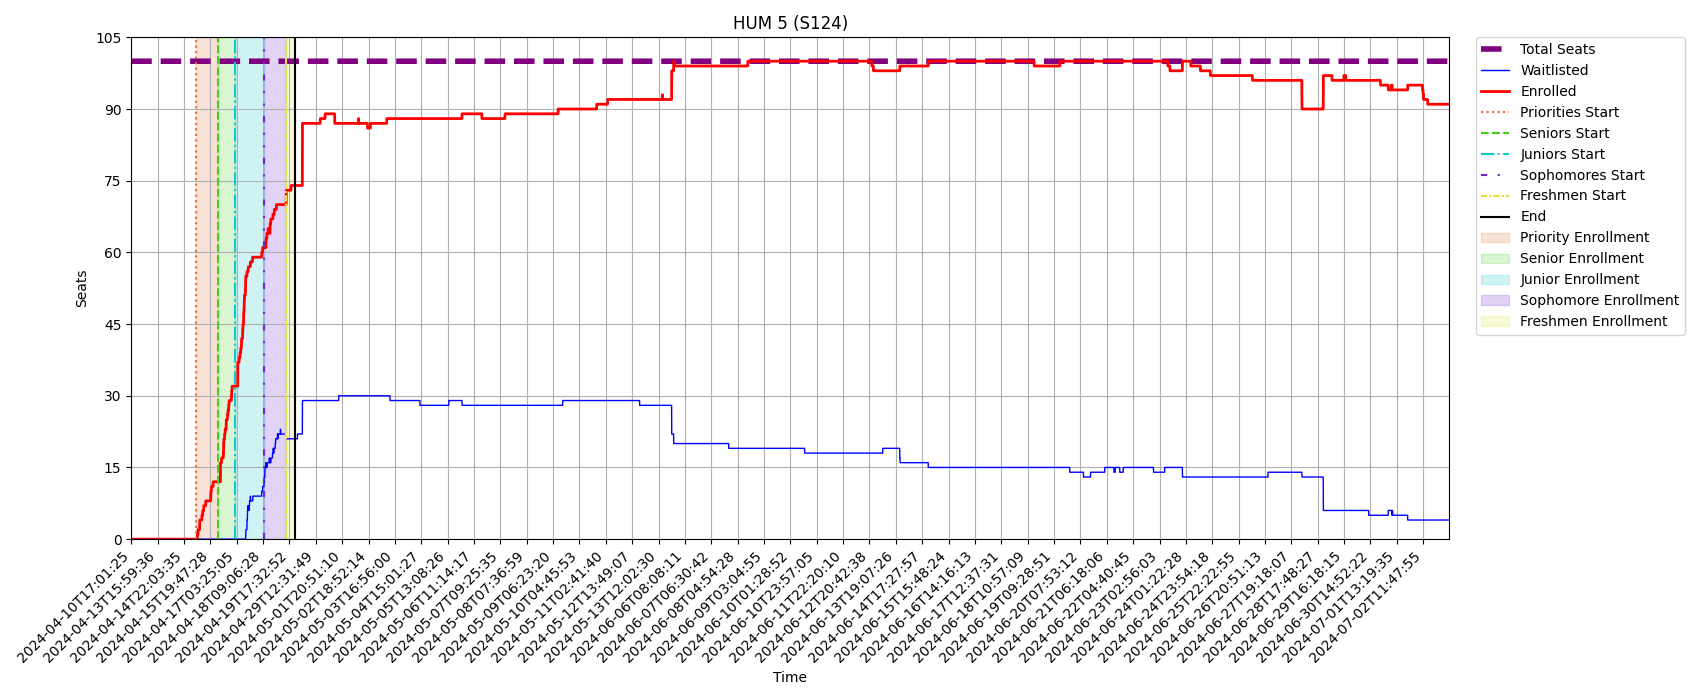 HUM 5 (S124)
Seats
105
90
75
60
45
30
15
0
2024-04-10T17:01:25
2024-04-13T15:59:36
2024-04-14T22:03:35
2024-04-15T19:47:28
2024-04-17T03:25:05
2024-04-18T09:06:28
2024-04-19T17:32:52
2024-04-29T12:31:49
2024-05-01T20:51:10
2024-05-02T18:52:14
2024-05-03T16:56:00
2024-05-04T15:01:27
2024-05-05T13:08:26
2024-05-06T11:14:17
2024-05-07T09:25:35
2024-05-08T07:36:59
2024-05-09T06:23:20
2024-05-10T04:45:53
2024-05-11T02:41:40
2024-05-12T13:49:07
2024-05-13T12:02:30
2024-06-06T08:08:11
2024-06-07T06:30:42
2024-06-08T04:54:28
2024-06-09T03:04:55
2024-06-10T01:28:52
2024-06-10T23:57:05
2024-06-11T22:20:10
2024-06-12T20:42:38
2024-06-13T19:07:26
2024-06-14T17:27:57
2024-06-15T15:48:24
2024-06-16T14:16:13
2024-06-17T12:37:31
2024-06-18T10:57:09
2024-06-19T09:28:51
2024-06-20T07:53:12
2024-06-21T06:18:06
2024-06-22T04:40:45
2024-06-23T02:56:03
2024-06-24T01:22:28
2024-06-24T23:54:18
2024-06-25T22:22:55
2024-06-26T20:51:13
2024-06-27T19:18:07
2024-06-28T17:48:27
2024-06-29T16:18:15
2024-06-30T14:52:22
2024-07-01T13:19:35
2024-07-02T11:47:55
Time
Total Seats
Waitlisted
Enrolled
Priorities Start
Seniors Start
Juniors Start
Sophomores Start
Freshmen Start
End
Priority Enrollment
Senior Enrollment
Junior Enrollment
Sophomore Enrollment
Freshmen Enrollment